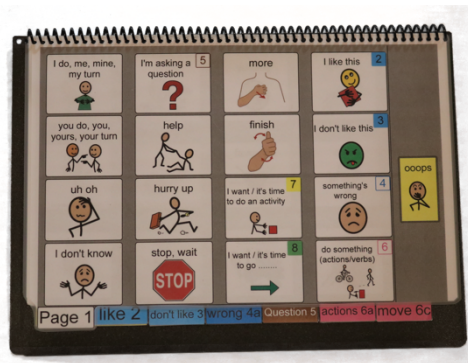 I do, me, mine,
my turn
I'm asking a
question
5
more
I like this
2
you do, you,
yours, your turn
help
finish
I don't like this
3
ooops
uh oh
hurry up
I want / it's time
to do an activity
7
something's
wrong
4
I don't know
stop, wait
STOP
I want / it's time
to go ........
8
do something
(actions/verbs)
6
Page 1
like 2
don't like 3
wrong 4a
Question 5
actions 6a
move 6c